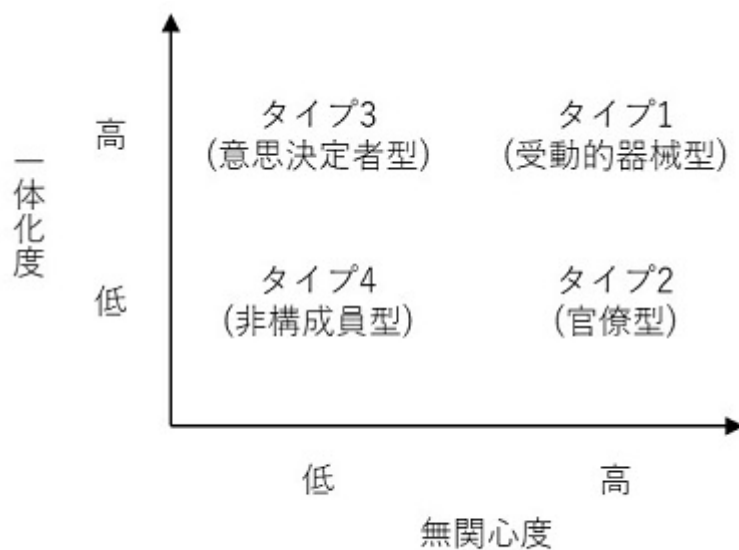 高
一体化度
低
タイプ3
(意思決定者型)
タイプ1
(受動的器械型)
タイプ4
(非構成員型)
タイプ2
(官僚型)
低
高
無関心度